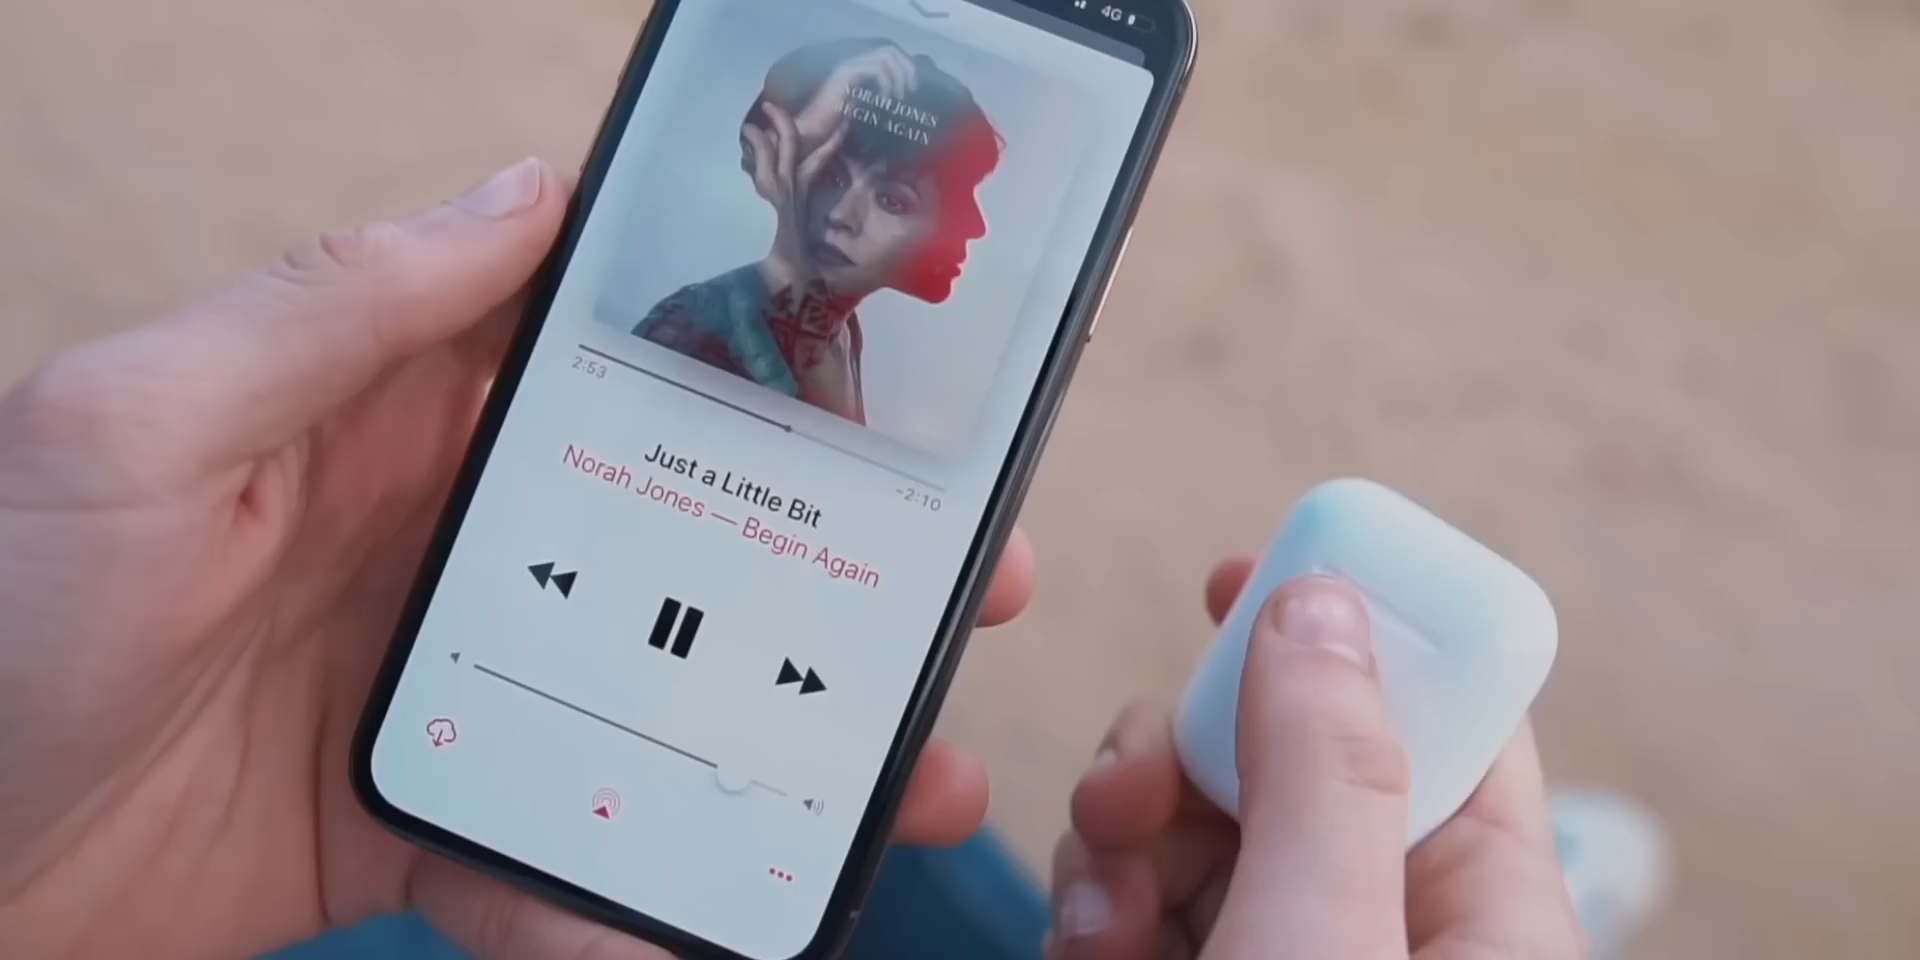 4G
NORAH JONES
BEGIN AGAIN
2:53
-2:10
Just a Little Bit
Norah Jones — Begin Again